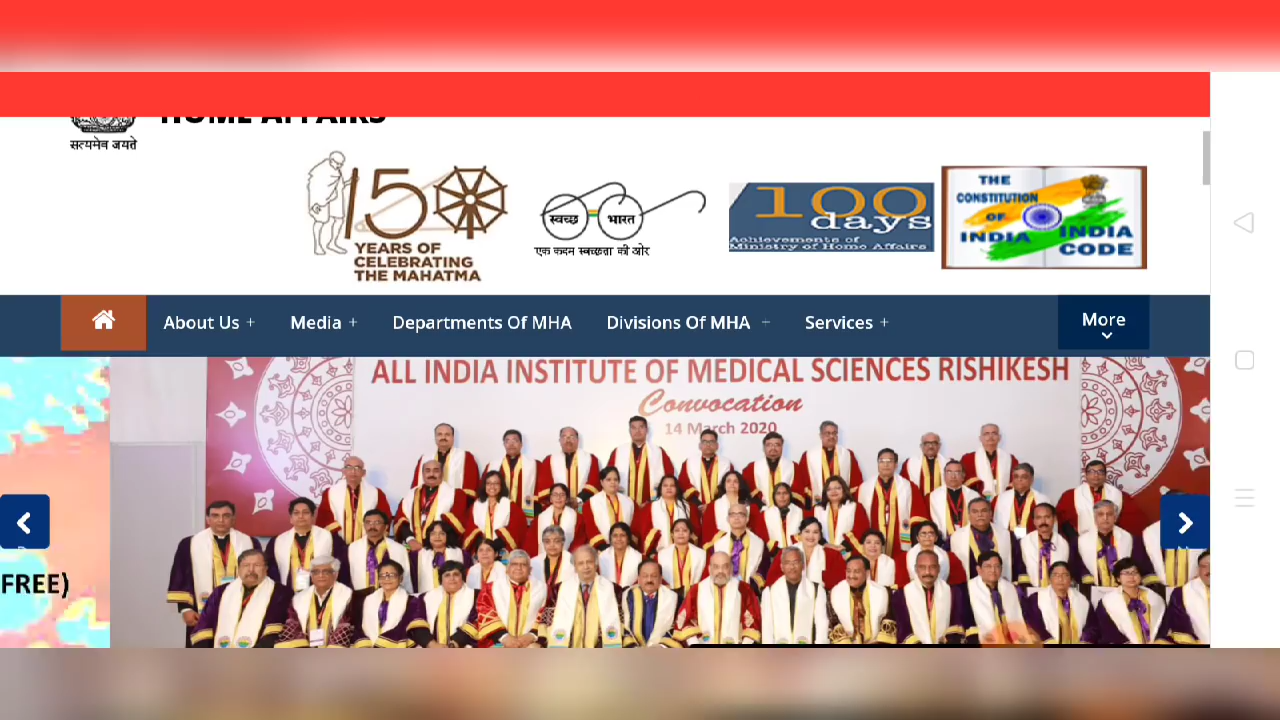 HOME AFFAIRS
सत्यमेव जयते
150
YEARS OF
CELEBRATING
THE MAHATMA
स्वच्छ भारत
एक कदम स्वच्छता की ओर
100
days
Achievements of
Ministry of Home Affairs
THE
CONSTITUTION
OF
INDIA
INDIA
CODE
About Us +
Media +
Departments Of MHA
Divisions Of MHA +
Services +
More
ALL INDIA INSTITUTE OF MEDICAL SCIENCES RISHIKESH
Convocation
14 March 2020
FREE)